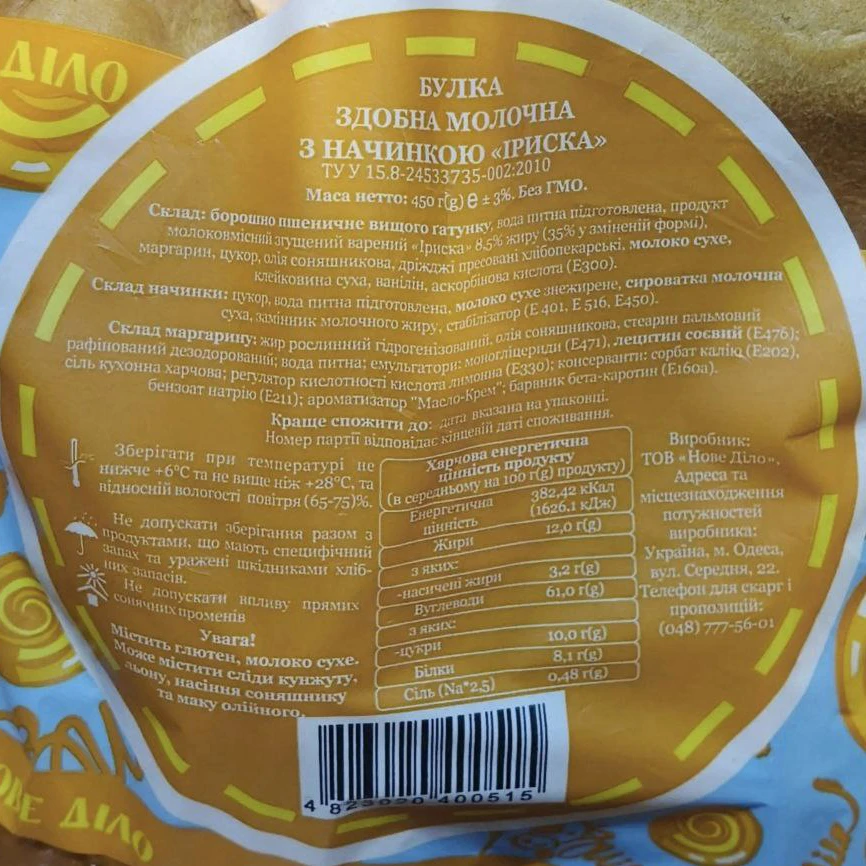 ДІЛО
БУЛКА
ЗДОБНА МОЛОЧНА
З НАЧИНКОЮ «ІРИСКА»
ТУ У 15.8-24533735-002:2010
Маса нетто: 450 г(g) e ± 3%. Без ГМО.
Склад: борошно пшеничне вищого ґатунку, вода питна підготовлена, продукт
молоковмісний згущений варений «Іриска» 8,5% жиру (35% у зміненій формі),
маргарин, цукор, олія соняшникова, дріжджі пресовані хлібопекарські, молоко сухе,
клейковина суха, ванілін, аскорбінова кислота (Е300).
Склад начинки: цукор, вода питна підготовлена, молоко сухе знежирене, сироватка молочна
суха, замінник молочного жиру, стабілізатор (Е 401, Е 516, Е450).
Склад маргарину: жир рослинний гідрогенізований, олія соняшникова, стеарин пальмовий
рафінований дезодорований; вода питна; емульгатори: моногліцериди (Е471), лецитин соєвий (Е476);
сіль кухонна харчова; регулятор кислотності кислота лимонна (Е330); консерванти: сорбат калію (Е202),
бензоат натрію (Е211); ароматизатор "Масло-Крем"; барвник бета-каротин (Е160а).
Краще спожити до: дата вказана на упаковці.
Номер партії відповідає кінцевій даті споживання.
Зберігати при температурі не
нижче +6°С та не вище ніж +28°С, та
відносній вологості повітря (65-75)%.
Не допускати зберігання разом з
продуктами, що мають специфічний
запах та уражені шкідниками хліб-
них запасів.
Не допускати впливу прямих
сонячних променів
Увага!
Містить глютен, молоко сухе.
Може містити сліди кунжуту,
льону, насіння соняшнику
та маку олійного.
Харчова енергетична
цінність продукту
(в середньому на 100 г(g) продукту)
Енергетична цінність 382,42 кКал (1626,1 кДж)
Жири 12,0 г(g)
з яких:
-насичені жири 3,2 г(g)
Вуглеводи 61,0 г(g)
з яких:
-цукри 10,0 г(g)
Білки 8,1 г(g)
Сіль (Na*2,5) 0,48 г(g)
Виробник:
ТОВ «Нове Діло»,
Адреса та
місцезнаходження
потужностей
виробника:
Україна, м. Одеса,
вул. Середня, 22.
Телефон для скарг і
пропозицій:
(048) 777-56-01
4 823020 400515
ОВЕ ДІЛО